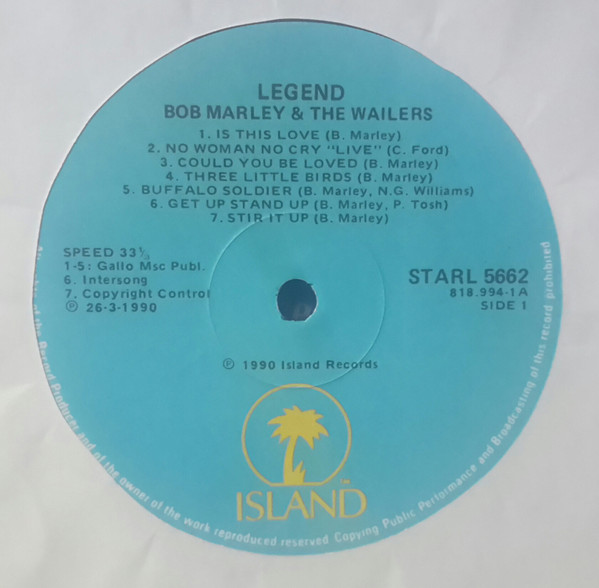 LEGEND
BOB MARLEY & THE WAILERS
1. IS THIS LOVE (B. Marley)
2. NO WOMAN NO CRY "LIVE" (C. Ford)
3. COULD YOU BE LOVED (B. Marley)
4. THREE LITTLE BIRDS (B. Marley)
5. BUFFALO SOLDIER (B. Marley, N.G. Williams)
6. GET UP STAND UP (B. Marley, P. Tosh)
7. STIR IT UP (B. Marley)
SPEED 33⅓
1-5: Gallo Msc Publ.
6. Intersong
7. Copyright Control
℗ 26-3-1990
STARL 5662
818.994-1A
SIDE 1
℗ 1990 Island Records
ISLAND
Record Producer and of the owner of the work reproduced reserved Copying Public Performance and Broadcasting of this record prohibited